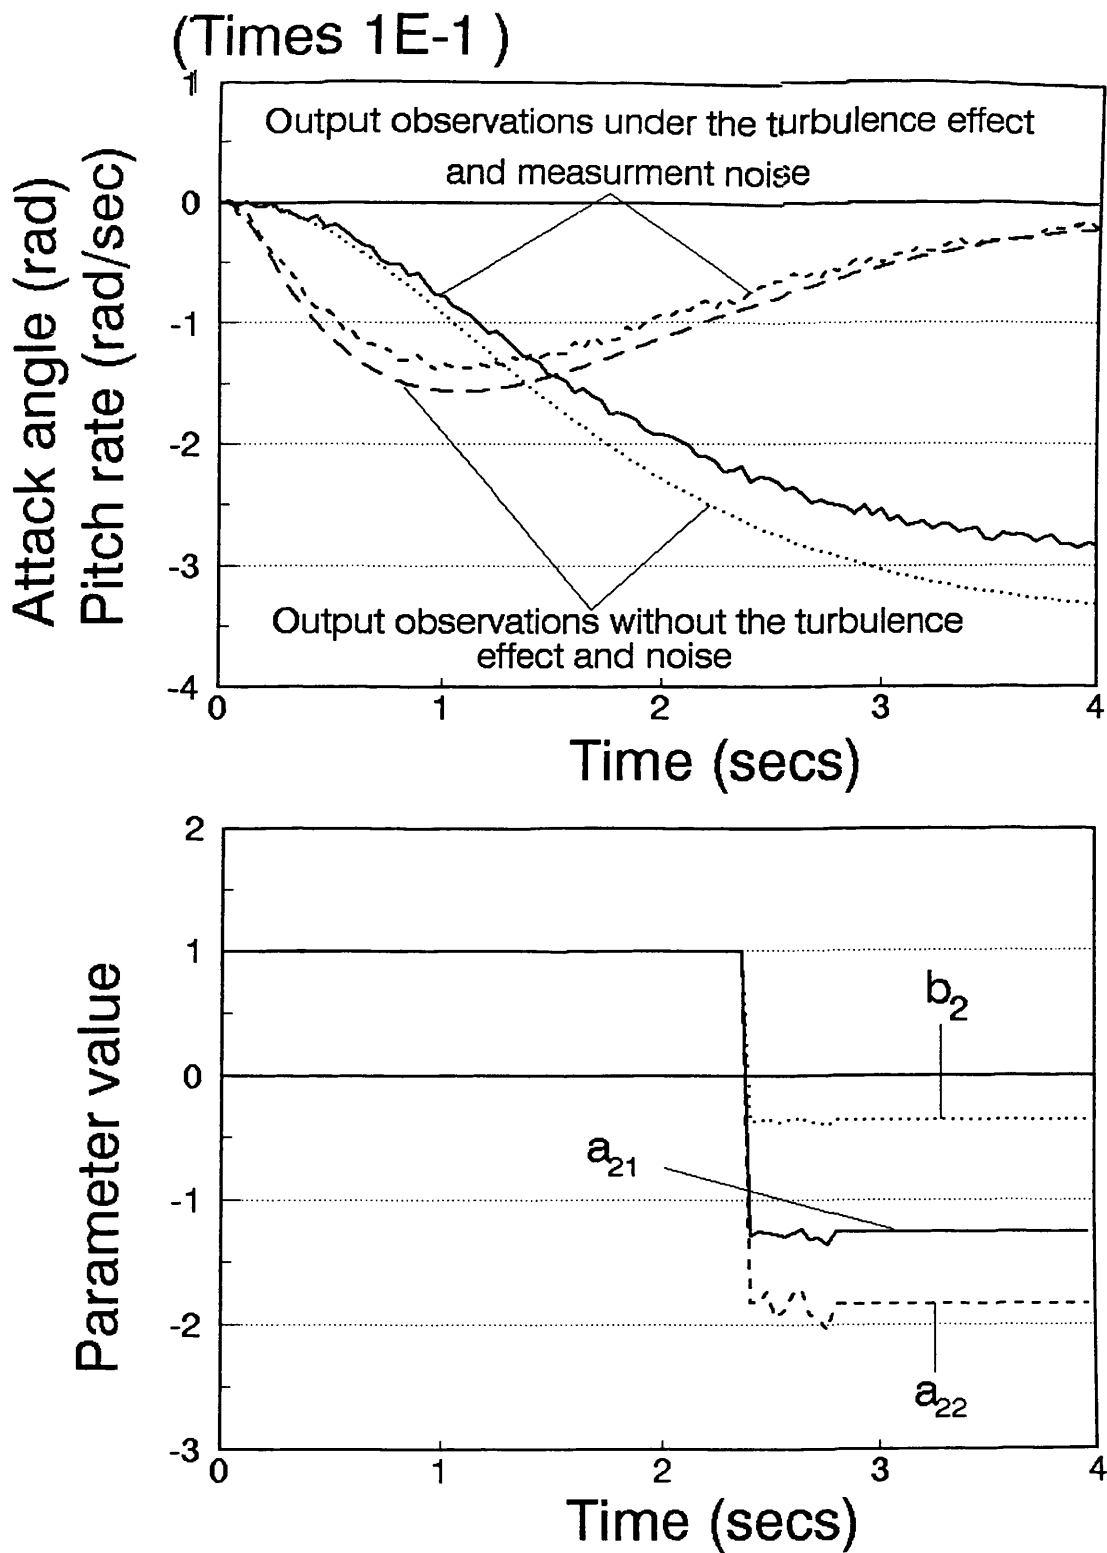 (Times 1E-1 )
Attack angle (rad)
Pitch rate (rad/sec)
1
0
-1
-2
-3
-4
Output observations under the turbulence effect
and measurment noise
Output observations without the turbulence
effect and noise
0 1 2 3 4
Time (secs)
Parameter value
2
1
0
-1
-2
-3
b2
a21
a22
0 1 2 3 4
Time (secs)